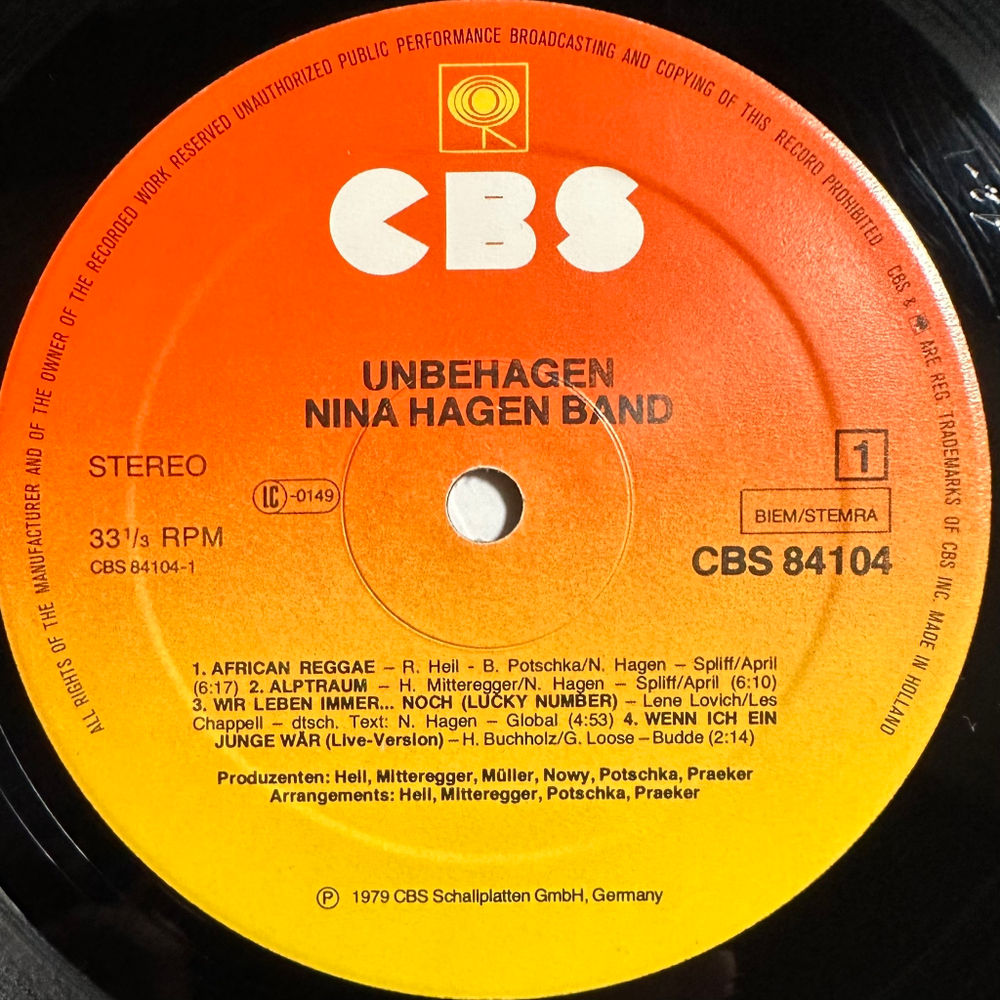 ALL RIGHTS OF THE MANUFACTURER AND OF THE OWNER OF THE RECORDED WORK RESERVED UNAUTHORIZED PUBLIC PERFORMANCE BROADCASTING AND COPYING OF THIS RECORD PROHIBITED CBS & ARE REG TRADEMARKS OF CBS INC. MADE IN HOLLAND
CBS
UNBEHAGEN
NINA HAGEN BAND
STEREO
1
LC-0149
BIEM/STEMRA
33 1/3 RPM
CBS 84104
CBS 84104-1
1. AFRICAN REGGAE – R. Heil - B. Potschka/N. Hagen – Spliff/April
(6:17) 2. ALPTRAUM – H. Mitteregger/N. Hagen – Spliff/April (6:10)
3. WIR LEBEN IMMER... NOCH (LUCKY NUMBER) – Lene Lovich/Les
Chappell – dtsch. Text: N. Hagen – Global (4:53) 4. WENN ICH EIN
JUNGE WÄR (Live-Version) – H. Buchholz/G. Loose – Budde (2:14)
Produzenten: Heil, Mitteregger, Müller, Nowy, Potschka, Praeker
Arrangements: Heil, Mitteregger, Potschka, Praeker
Ⓟ 1979 CBS Schallplatten GmbH, Germany